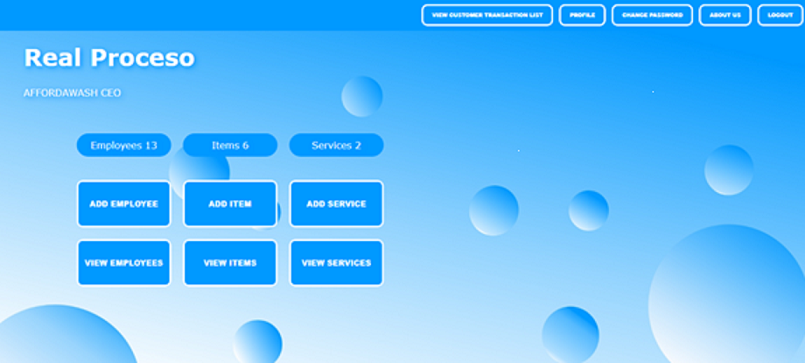 VIEW CUSTOMER TRANSACTION LIST PROFILE CHANGE PASSWORD ABOUT US LOGOUT
Real Proceso
AFFORDAWASH CEO
Employees 13 Items 6 Services 2
ADD EMPLOYEE ADD ITEM ADD SERVICE
VIEW EMPLOYEES VIEW ITEMS VIEW SERVICES